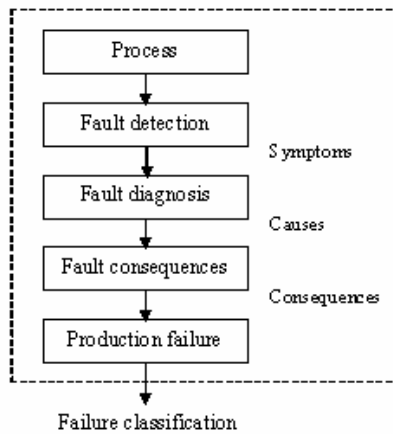 Process
Fault detection
Symptoms
Fault diagnosis
Causes
Fault consequences
Consequences
Production failure
Failure classification